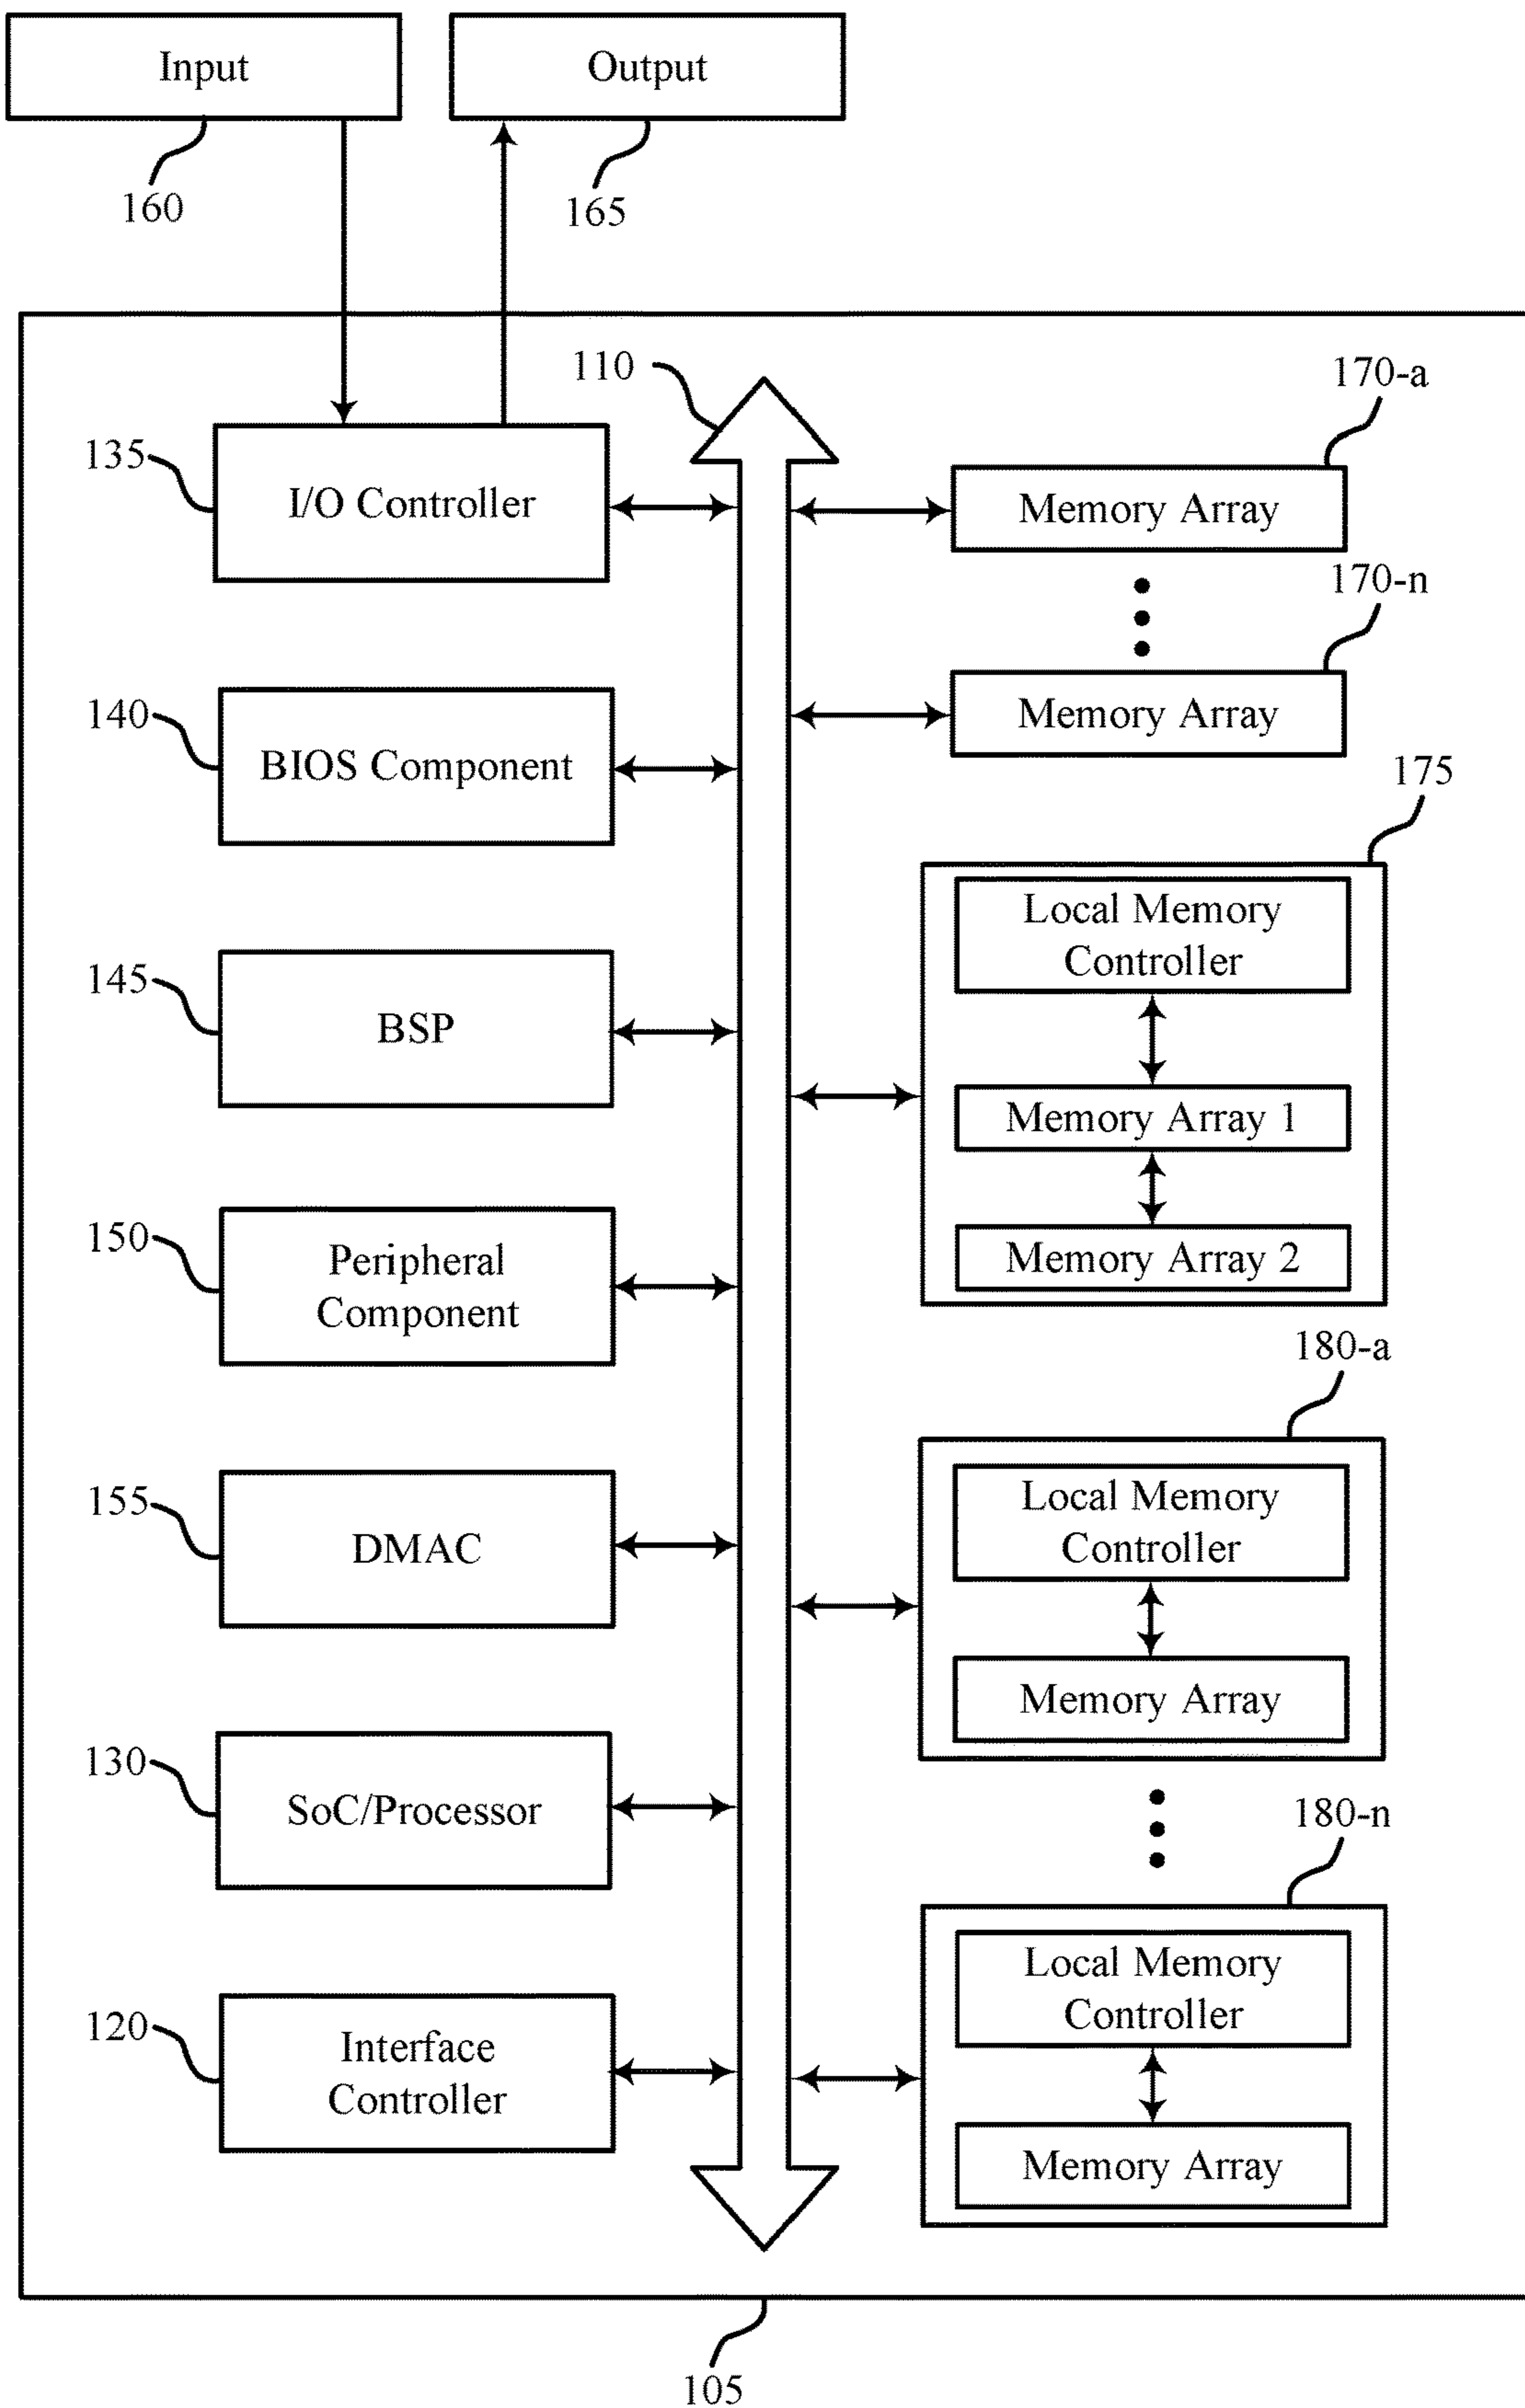 Input
Output
160
165
110
170-a
135
I/O Controller
Memory Array
170-n
140
BIOS Component
Memory Array
175
Local Memory
Controller
145
BSP
Memory Array 1
150
Peripheral
Component
Memory Array 2
180-a
155
DMAC
Local Memory
Controller
Memory Array
130
SoC/Processor
180-n
120
Interface
Controller
Local Memory
Controller
Memory Array
105